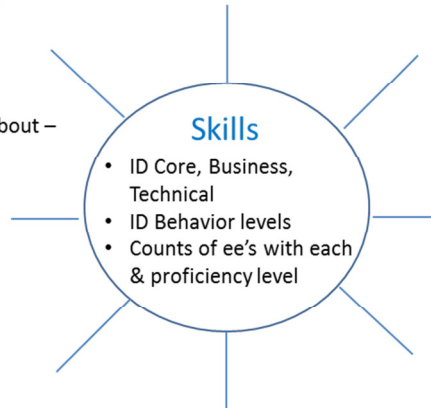 Skills
bout –
• ID Core, Business,
Technical
• ID Behavior levels
• Counts of ee's with each
& proficiency level